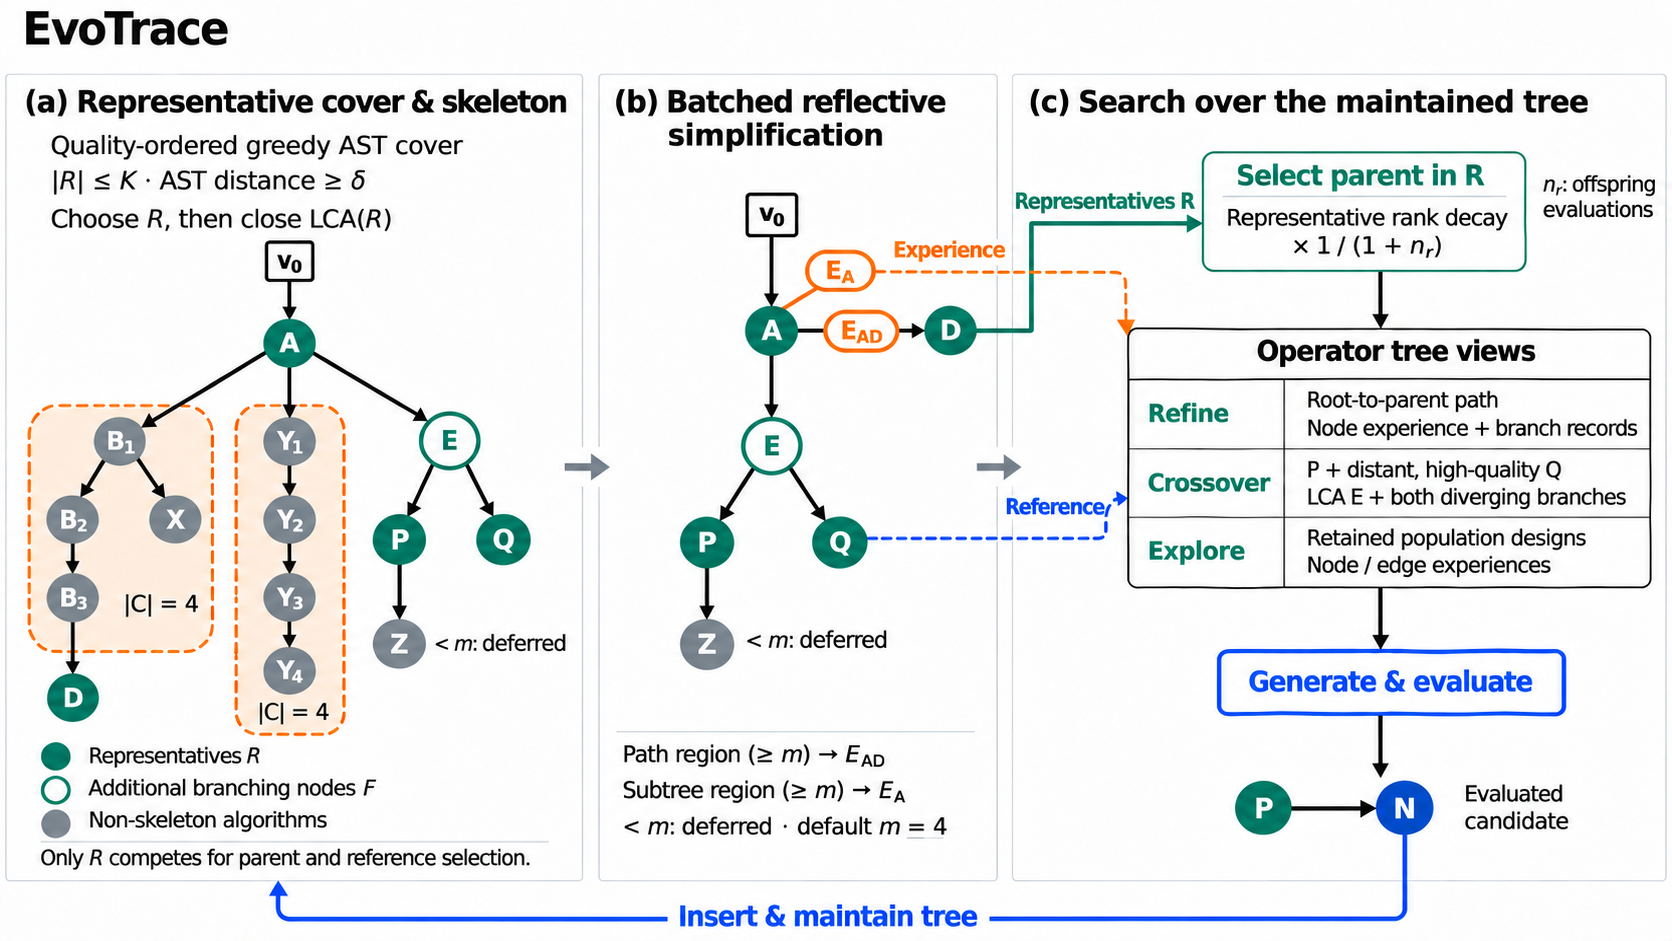 EvoTrace
(a) Representative cover & skeleton
Quality-ordered greedy AST cover
|R| ≤ K · AST distance ≥ δ
Choose R, then close LCA(R)
v0
A
B1
Y1
E
B2
X
Y2
P
Q
B3
|C| = 4
Y3
Z
< m: deferred
Y4
D
|C| = 4
Representatives R
Additional branching nodes F
Non-skeleton algorithms
Only R competes for parent and reference selection.
(b) Batched reflective
simplification
v0
Experience
EA
A
EAD
D
E
P
Q
Z
< m: deferred
Path region (≥ m) → EAD
Subtree region (≥ m) → EA
< m: deferred · default m = 4
(c) Search over the maintained tree
Representatives R
Select parent in R
Representative rank decay
× 1 / (1 + nr)
nr: offspring
evaluations
Operator tree views
Refine
Root-to-parent path
Node experience + branch records
Reference
Crossover
P + distant, high-quality Q
LCA E + both diverging branches
Explore
Retained population designs
Node / edge experiences
Generate & evaluate
P
N
Evaluated
candidate
Insert & maintain tree